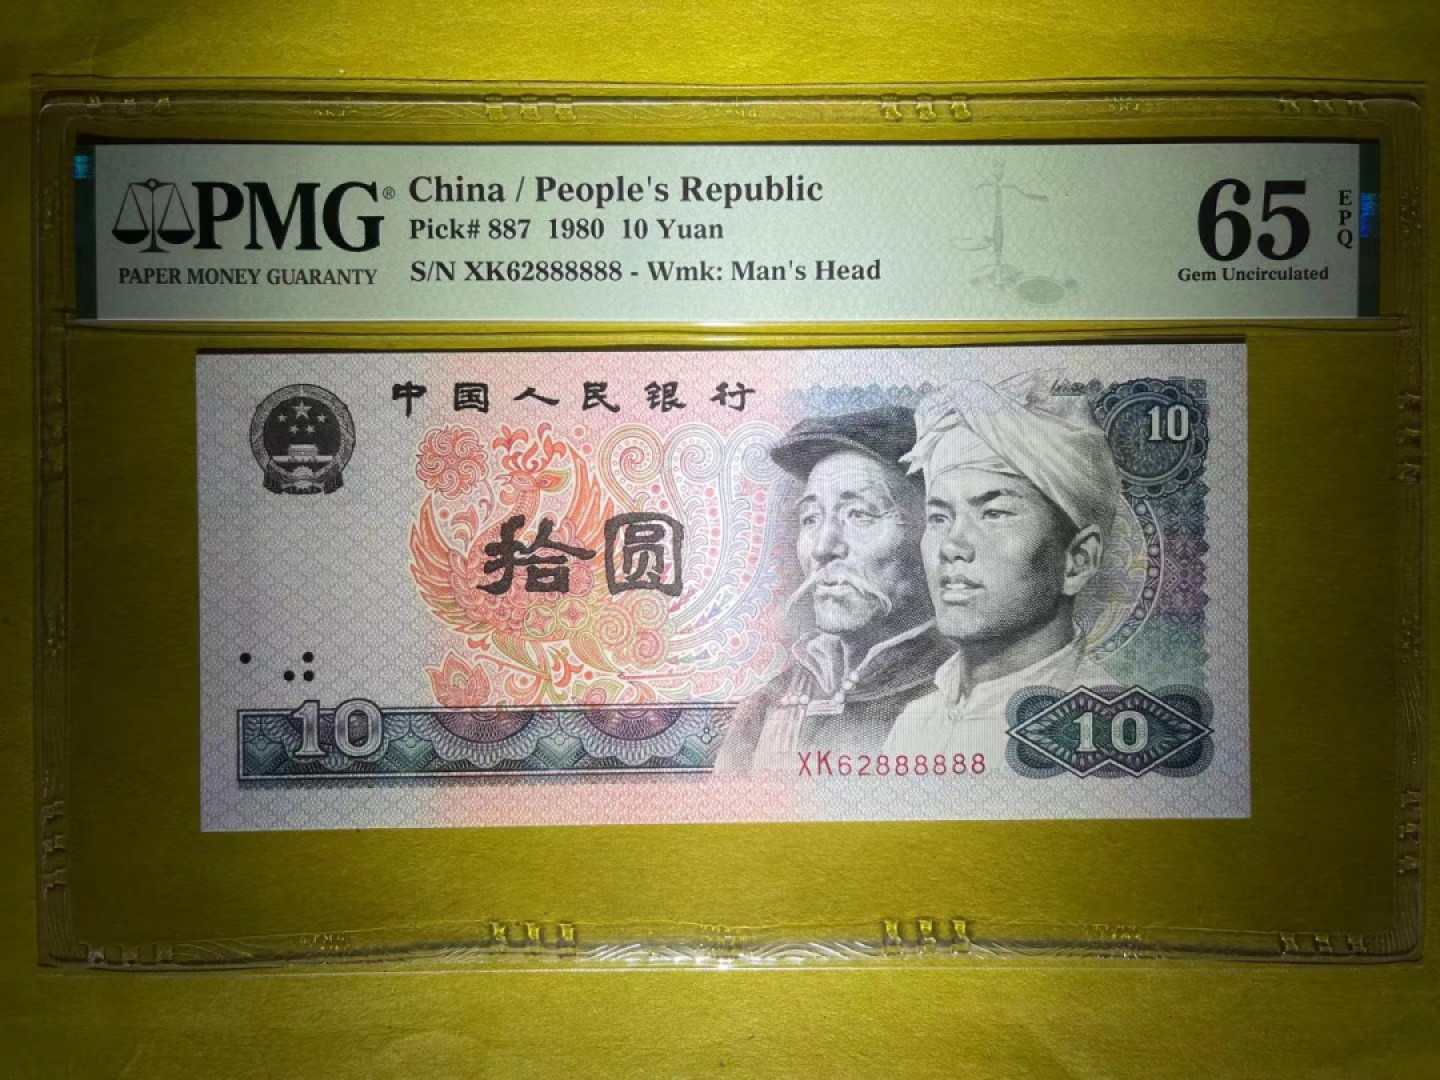 PMG®
PAPER MONEY GUARANTY
China / People's Republic
Pick# 887 1980 10 Yuan
S/N XK62888888 - Wmk: Man's Head
65
EPQ
Gem Uncirculated
中国人民银行
10
拾圆
10
XK62888888
10